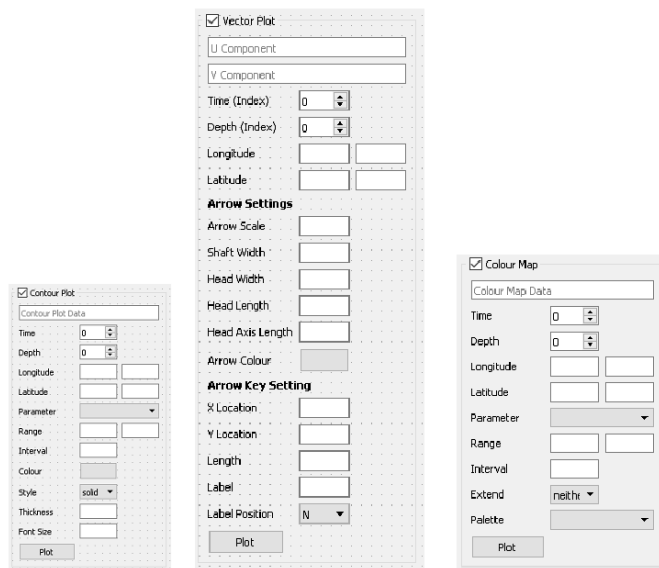 Contour Plot
Contour Plot Data
Time 0
Depth 0
Longitude
Latitude
Parameter
Range
Interval
Colour
Style solid
Thickness
Font Size
Plot
Vector Plot
U Component
V Component
Time (Index) 0
Depth (Index) 0
Longitude
Latitude
Arrow Settings
Arrow Scale
Shaft Width
Head Width
Head Length
Head Axis Length
Arrow Colour
Arrow Key Setting
X Location
Y Location
Length
Label
Label Position N
Plot
Colour Map
Colour Map Data
Time 0
Depth 0
Longitude
Latitude
Parameter
Range
Interval
Extend neithe
Palette
Plot